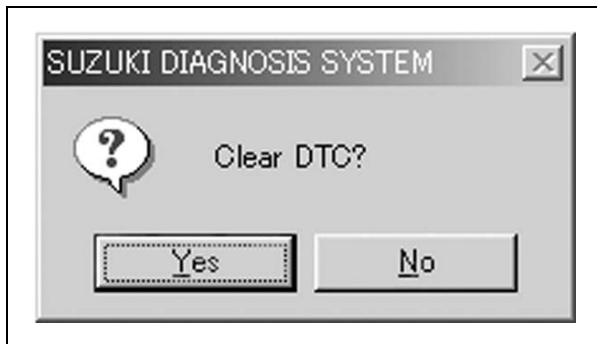 SUZUKI DIAGNOSIS SYSTEM
?
Clear DTC?
Yes No